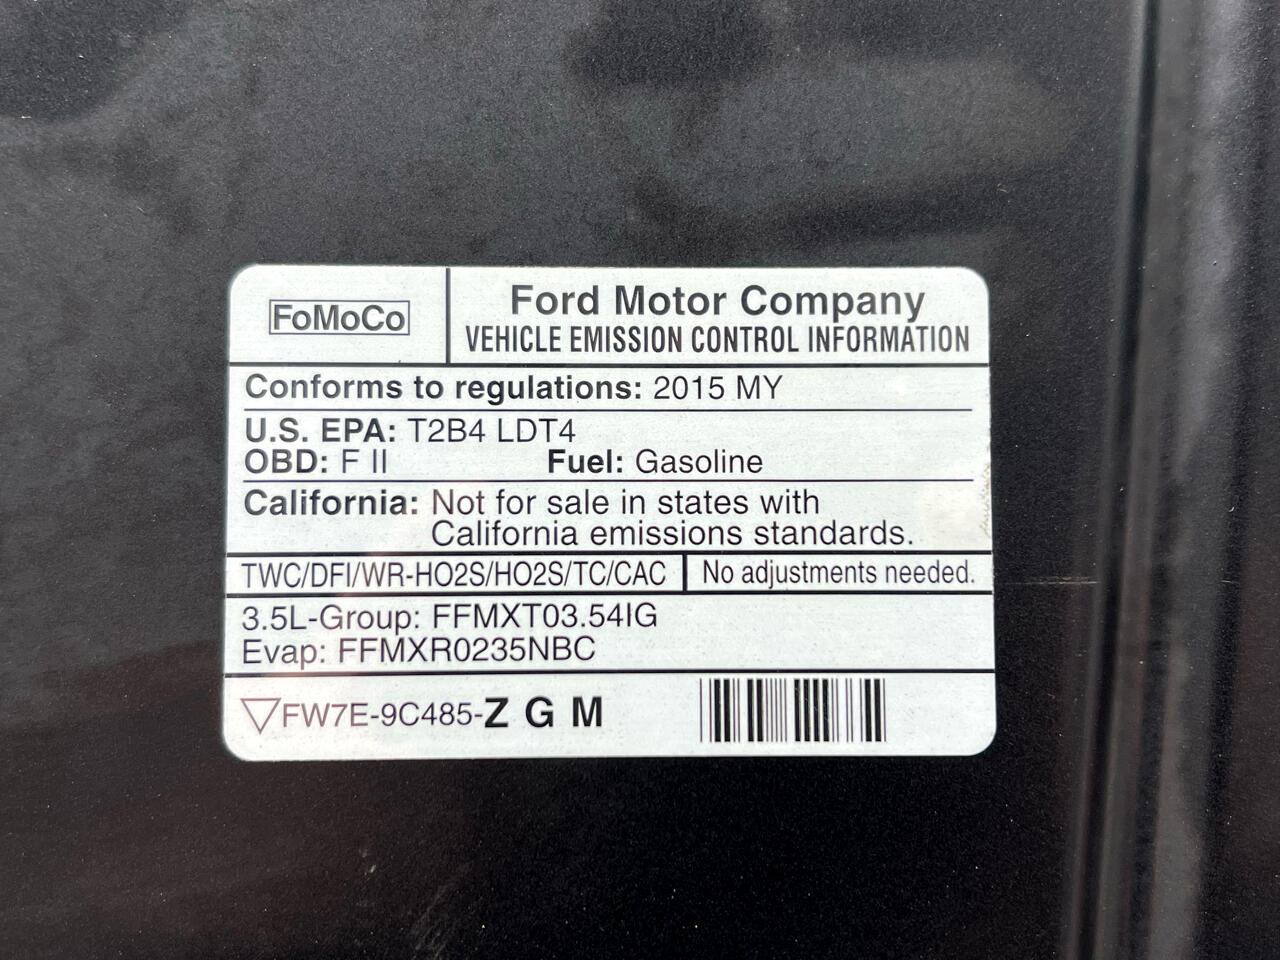 FoMoCo
Ford Motor Company
VEHICLE EMISSION CONTROL INFORMATION
Conforms to regulations: 2015 MY
U.S. EPA: T2B4 LDT4
OBD: F II Fuel: Gasoline
California: Not for sale in states with
California emissions standards.
TWC/DFI/WR-HO2S/HO2S/TC/CAC No adjustments needed.
3.5L-Group: FFMXT03.54IG
Evap: FFMXR0235NBC
FW7E-9C485-Z G M